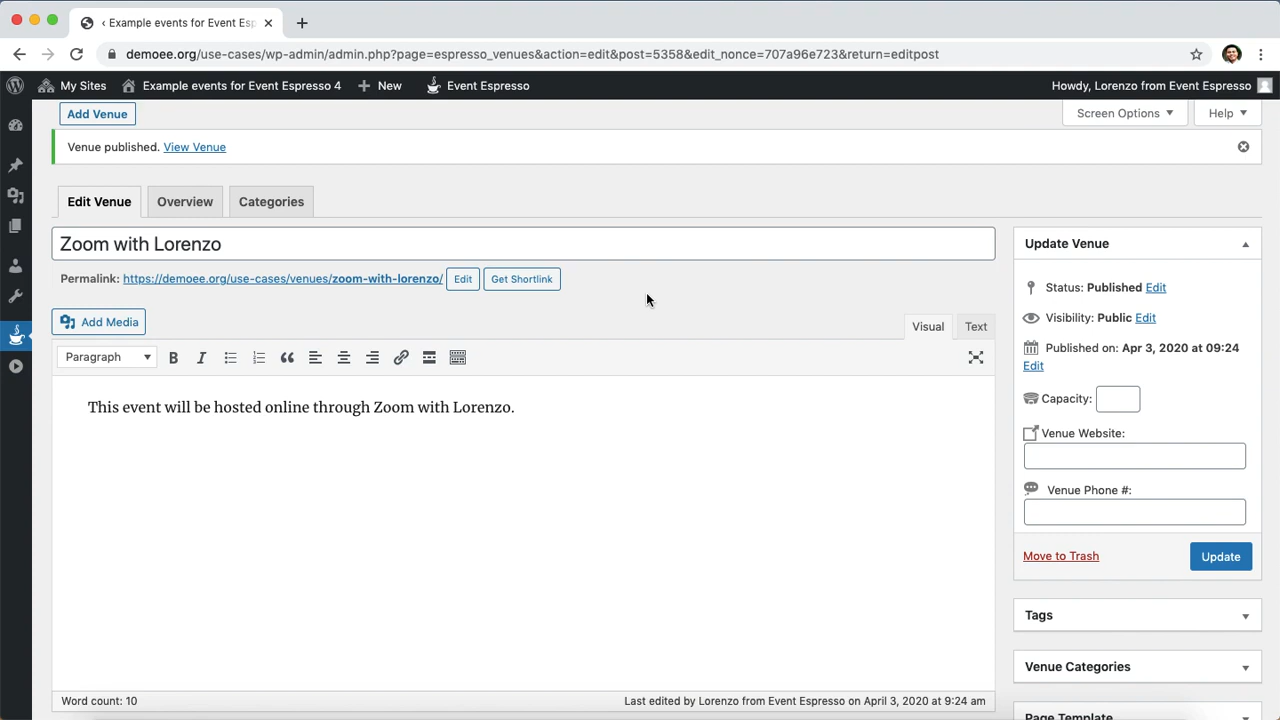 ‹ Example events for Event Esp
demoee.org/use-cases/wp-admin/admin.php?page=espresso_venues&action=edit&post=5358&edit_nonce=707a96e723&return=editpost
My Sites
Example events for Event Espresso 4
New
Event Espresso
Howdy, Lorenzo from Event Espresso
Add Venue
Screen Options
Help
Venue published. View Venue
Edit Venue
Overview
Categories
Zoom with Lorenzo
Permalink: https://demoee.org/use-cases/venues/zoom-with-lorenzo/
Edit
Get Shortlink
Add Media
Visual
Text
Paragraph
B
I
This event will be hosted online through Zoom with Lorenzo.
Word count: 10
Last edited by Lorenzo from Event Espresso on April 3, 2020 at 9:24 am
Update Venue
Status: Published Edit
Visibility: Public Edit
Published on: Apr 3, 2020 at 09:24
Edit
Capacity:
Venue Website:
Venue Phone #:
Move to Trash
Update
Tags
Venue Categories
Page Template